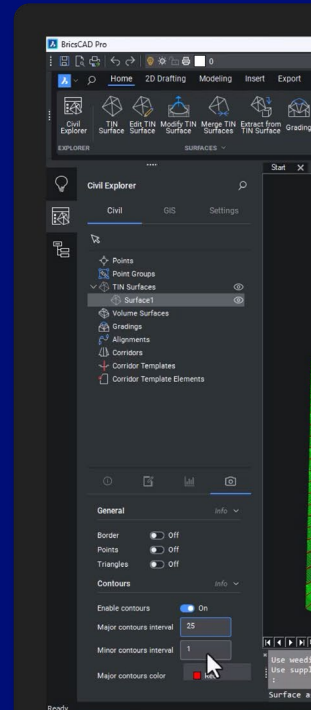 BricsCAD Pro
0
Home 2D Drafting Modeling Insert Export
Civil Explorer
TIN Surface
Edit TIN Surface
Modify TIN Surface
Merge TIN Surfaces
Extract from TIN Surface
Grading
EXPLORER
SURFACES
Start
Civil Explorer
Civil GIS Settings
Points
Point Groups
TIN Surfaces
Surface1
Volume Surfaces
Gradings
Alignments
Corridors
Corridor Templates
Corridor Template Elements
General Info
Border Off
Points Off
Triangles Off
Contours Info
Enable contours On
Major contours interval 25
Minor contours interval 1
Major contours color
Use weedi
Use suppl
:
Surface a
Ready